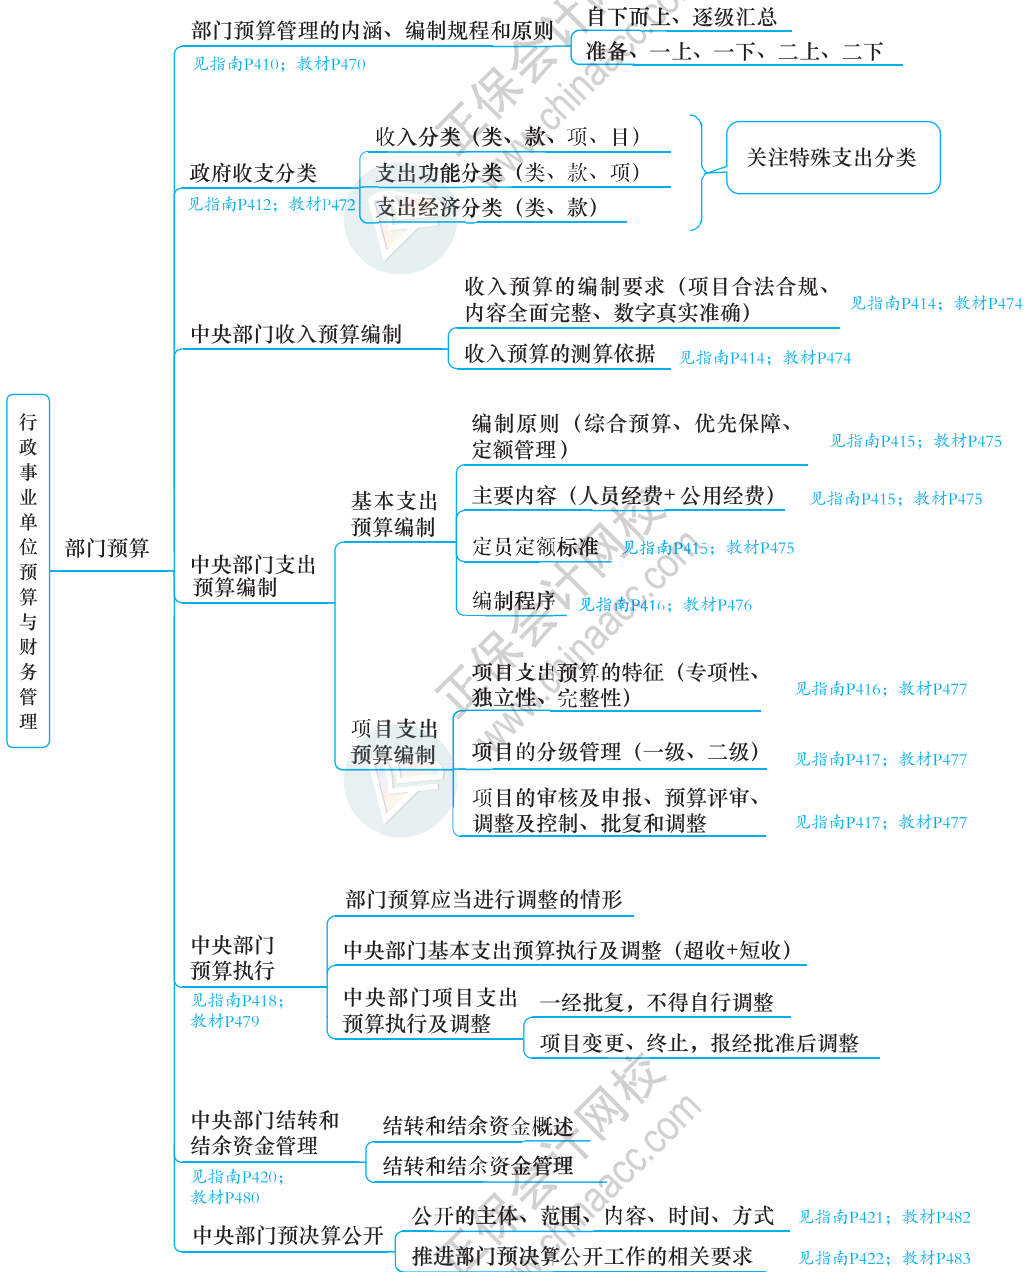 部门预算管理的内涵、编制规程和原则
见指南P410；教材P470
自下而上、逐级汇总
准备、一上、一下、二上、二下
政府收支分类
见指南P412；教材P472
收入分类（类、款、项、目）
支出功能分类（类、款、项）
支出经济分类（类、款）
关注特殊支出分类
中央部门收入预算编制
收入预算的编制要求（项目合法合规、
内容全面完整、数字真实准确）
见指南P414；教材P474
收入预算的测算依据
见指南P414；教材P474
行政事业单位预算与财务管理
部门预算
中央部门支出
预算编制
基本支出
预算编制
编制原则（综合预算、优先保障、
定额管理）
见指南P415；教材P475
主要内容（人员经费+公用经费）
见指南P415；教材P475
定员定额标准
见指南P415；教材P475
编制程序
见指南P416；教材P476
项目支出
预算编制
项目支出预算的特征（专项性、
独立性、完整性）
见指南P416；教材P477
项目的分级管理（一级、二级）
见指南P417；教材P477
项目的审核及申报、预算评审、
调整及控制、批复和调整
见指南P417；教材P477
中央部门
预算执行
见指南P418；
教材P479
部门预算应当进行调整的情形
中央部门基本支出预算执行及调整（超收+短收）
中央部门项目支出
预算执行及调整
一经批复，不得自行调整
项目变更、终止，报经批准后调整
中央部门结转和
结余资金管理
见指南P420；
教材P480
结转和结余资金概述
结转和结余资金管理
中央部门预决算公开
公开的主体、范围、内容、时间、方式
见指南P421；教材P482
推进部门预决算公开工作的相关要求
见指南P422；教材P483
正保会计网校
www.chinaacc.com
正保会计网校
www.chinaacc.com
正保会计网校
www.chinaacc.com